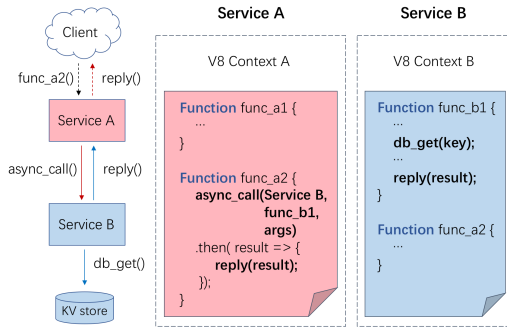 Client
func_a2()
reply()
Service A
async_call()
reply()
Service B
db_get()
KV store
Service A
V8 Context A
Function func_a1 {
...
}
Function func_a2 {
async_call(Service B,
func_b1,
args)
.then( result => {
reply(result);
});
}
Service B
V8 Context B
Function func_b1 {
...
db_get(key);
...
reply(result);
}
Function func_a2 {
...
}